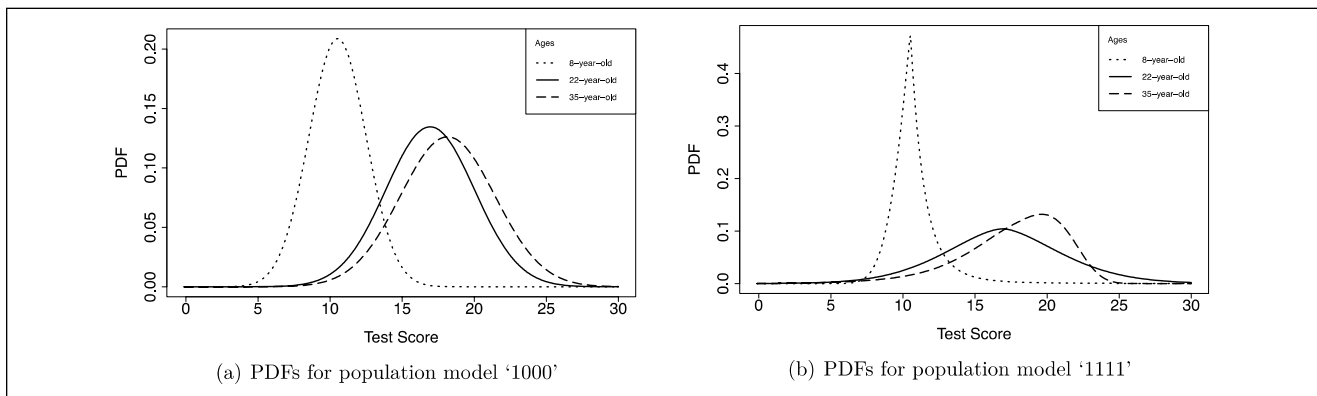 0.20
0.15
0.10
0.05
0.00
PDF
0 5 10 15 20 25 30
Test Score
Ages
8−year−old
22−year−old
35−year−old
(a) PDFs for population model ‘1000’
0.4
0.3
0.2
0.1
0.0
PDF
0 5 10 15 20 25 30
Test Score
Ages
8−year−old
22−year−old
35−year−old
(b) PDFs for population model ‘1111’